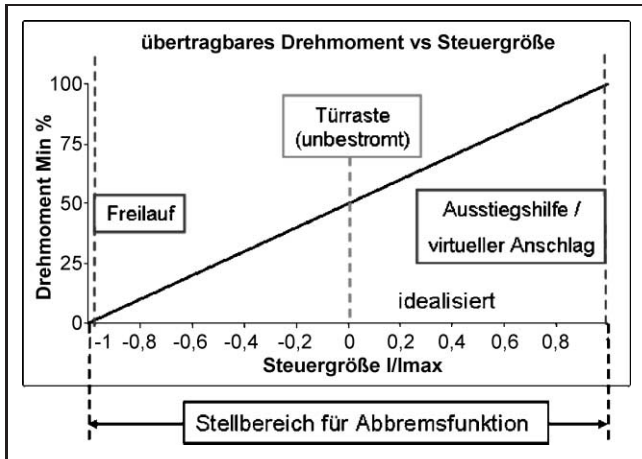 übertragbares Drehmoment vs Steuergröße
Drehmoment Min %
100
75
50
25
0
Türraste
(unbestromt)
Freilauf
Ausstiegshilfe /
virtueller Anschlag
idealisiert
-1 -0,8 -0,6 -0,4 -0,2 0 0,2 0,4 0,6 0,8
Steuergröße I/Imax
Stellbereich für Abbremsfunktion